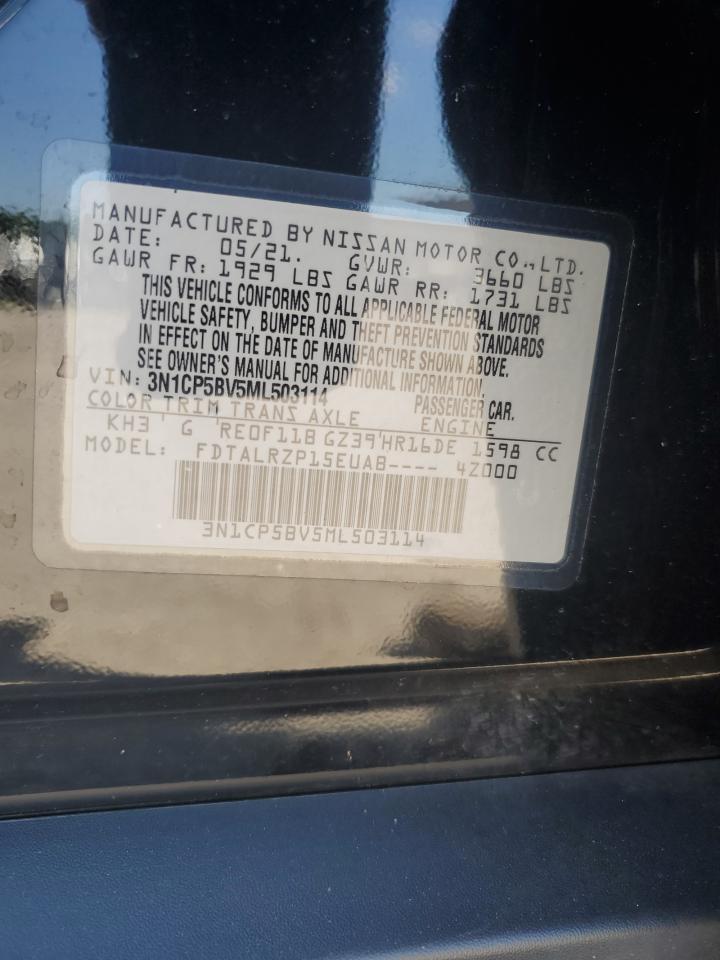 MANUFACTURED BY NISSAN MOTOR CO.,LTD.
DATE: 05/21. GVWR: 3660 LBS
GAWR FR: 1929 LBS GAWR RR: 1731 LBS
THIS VEHICLE CONFORMS TO ALL APPLICABLE FEDERAL MOTOR
VEHICLE SAFETY, BUMPER AND THEFT PREVENTION STANDARDS
IN EFFECT ON THE DATE OF MANUFACTURE SHOWN ABOVE.
SEE OWNER'S MANUAL FOR ADDITIONAL INFORMATION.
VIN: 3N1CP5BV5ML503114 PASSENGER CAR.
COLOR TRIM TRANS AXLE ENGINE
KH3 G RE0F11B GZ39 HR16DE 1598 CC
MODEL: FDTALRZP15EUAB---- 4Z000
3N1CP5BV5ML503114